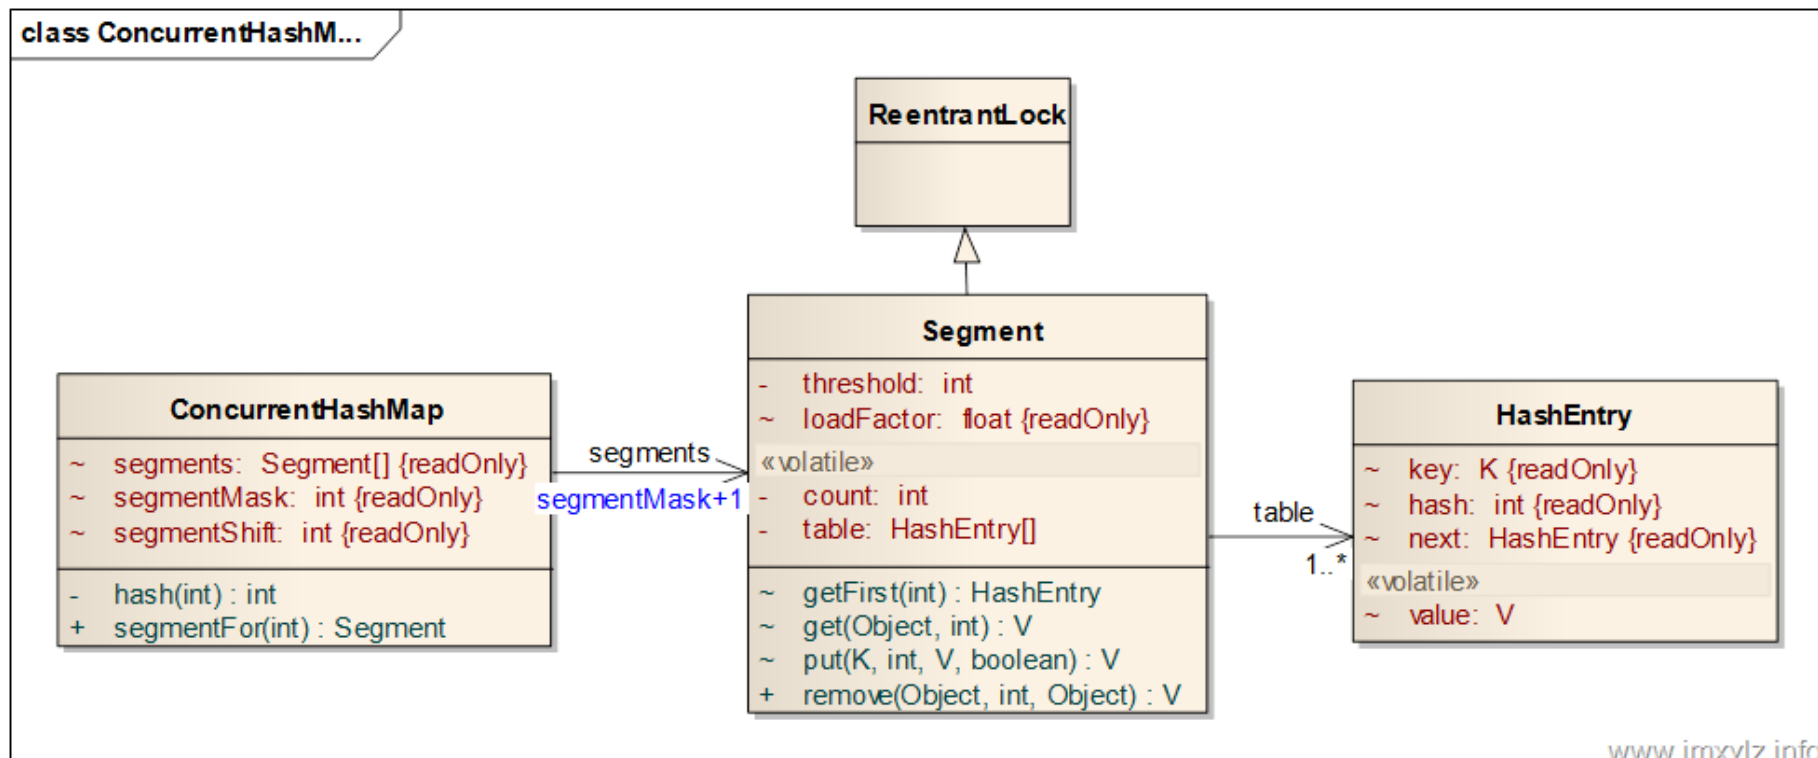 class ConcurrentHashM...
ReentrantLock
Segment
- threshold: int
~ loadFactor: float {readOnly}
«volatile»
- count: int
- table: HashEntry[]
~ getFirst(int) : HashEntry
~ get(Object, int) : V
~ put(K, int, V, boolean) : V
+ remove(Object, int, Object) : V
ConcurrentHashMap
~ segments: Segment[] {readOnly}
~ segmentMask: int {readOnly}
~ segmentShift: int {readOnly}
- hash(int) : int
+ segmentFor(int) : Segment
segments
segmentMask+1
table
1..*
HashEntry
~ key: K {readOnly}
~ hash: int {readOnly}
~ next: HashEntry {readOnly}
«volatile»
~ value: V
www.imxylz.info